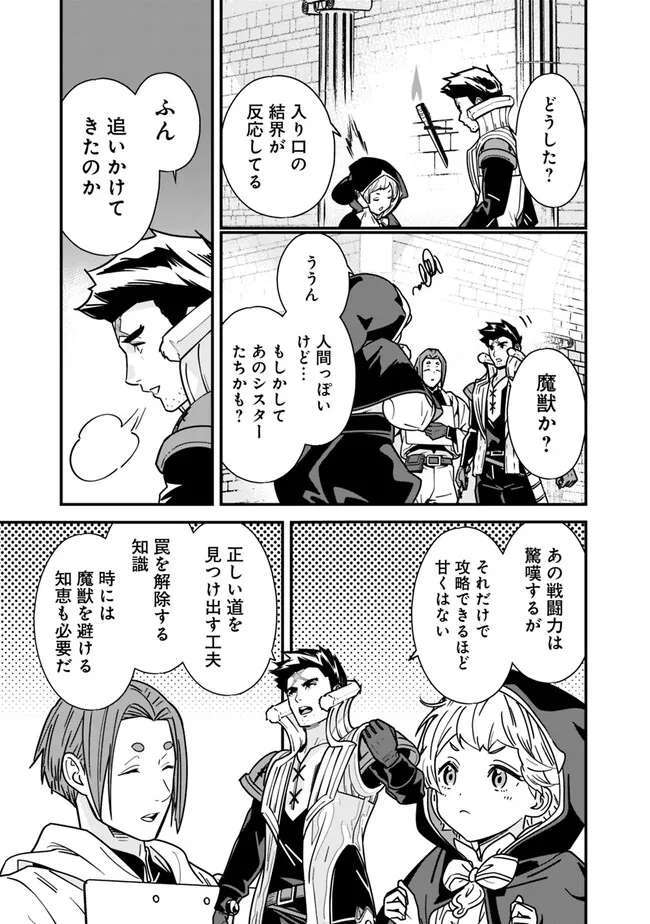 どうした?
入り口の
結界が
反応してる
魔獣か?
ううん
人間っぽい
けど…
もしかして
あのシスター
たちかも?
ふん
追いかけて
きたのか
あの戦闘力は
驚嘆するが
それだけで
攻略できるほど
甘くはない
正しい道を
見つけ出す工夫
罠を解除する
知識
時には
魔獣を避ける
知恵も必要だ